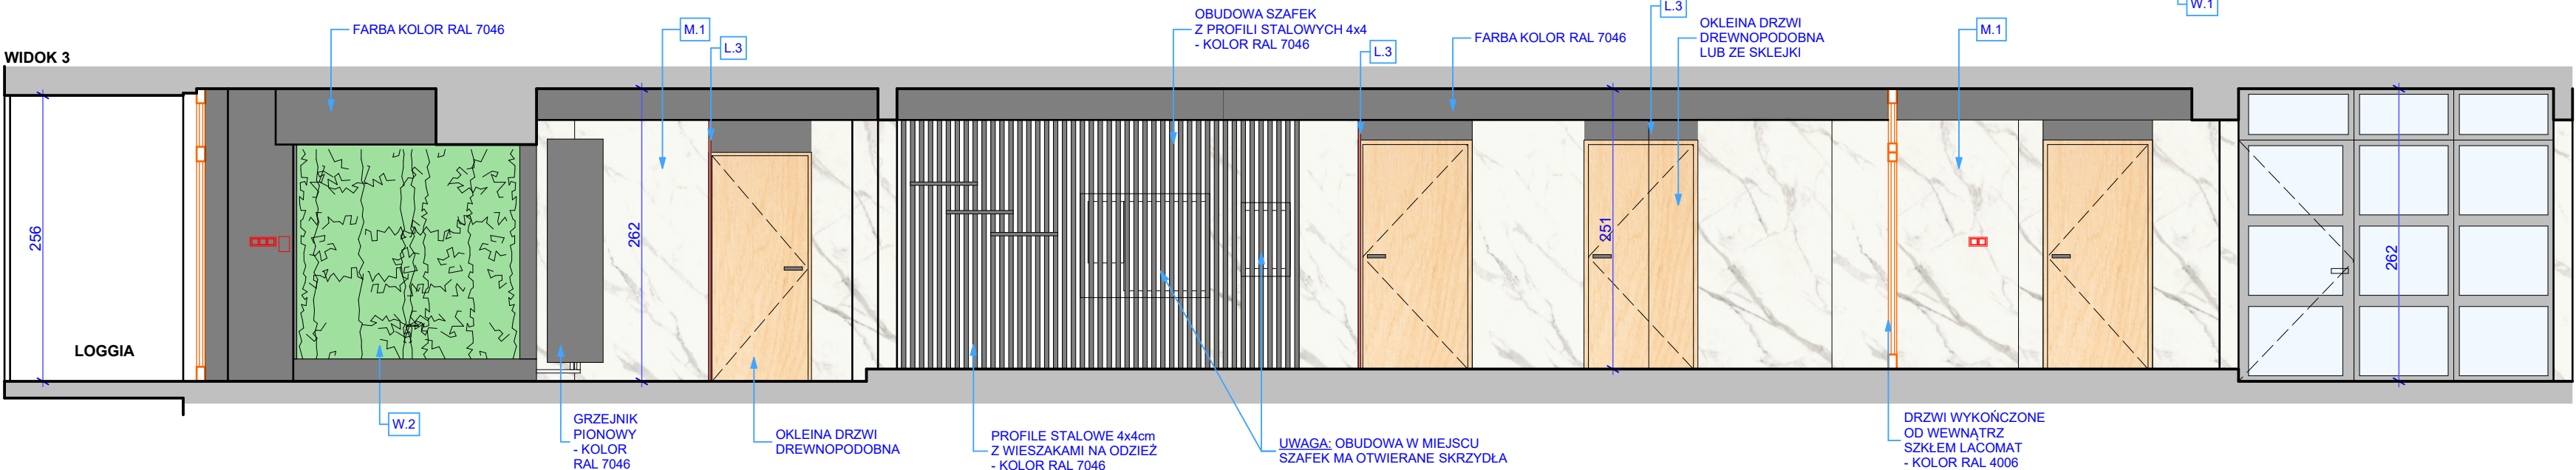 WIDOK 3
FARBA KOLOR RAL 7046
M.1
L.3
OBUDOWA SZAFEK
Z PROFILI STALOWYCH 4x4
- KOLOR RAL 7046
L.3
FARBA KOLOR RAL 7046
L.3
OKLEINA DRZWI
DREWNOPODOBNA
LUB ZE SKLEJKI
M.1
W.1
256
262
251
262
LOGGIA
W.2
GRZEJNIK
PIONOWY
- KOLOR
RAL 7046
OKLEINA DRZWI
DREWNOPODOBNA
PROFILE STALOWE 4x4cm
Z WIESZAKAMI NA ODZIEŻ
- KOLOR RAL 7046
UWAGA: OBUDOWA W MIEJSCU
SZAFEK MA OTWIERANE SKRZYDŁA
DRZWI WYKOŃCZONE
OD WEWNĄTRZ
SZKŁEM LACOMAT
- KOLOR RAL 4006